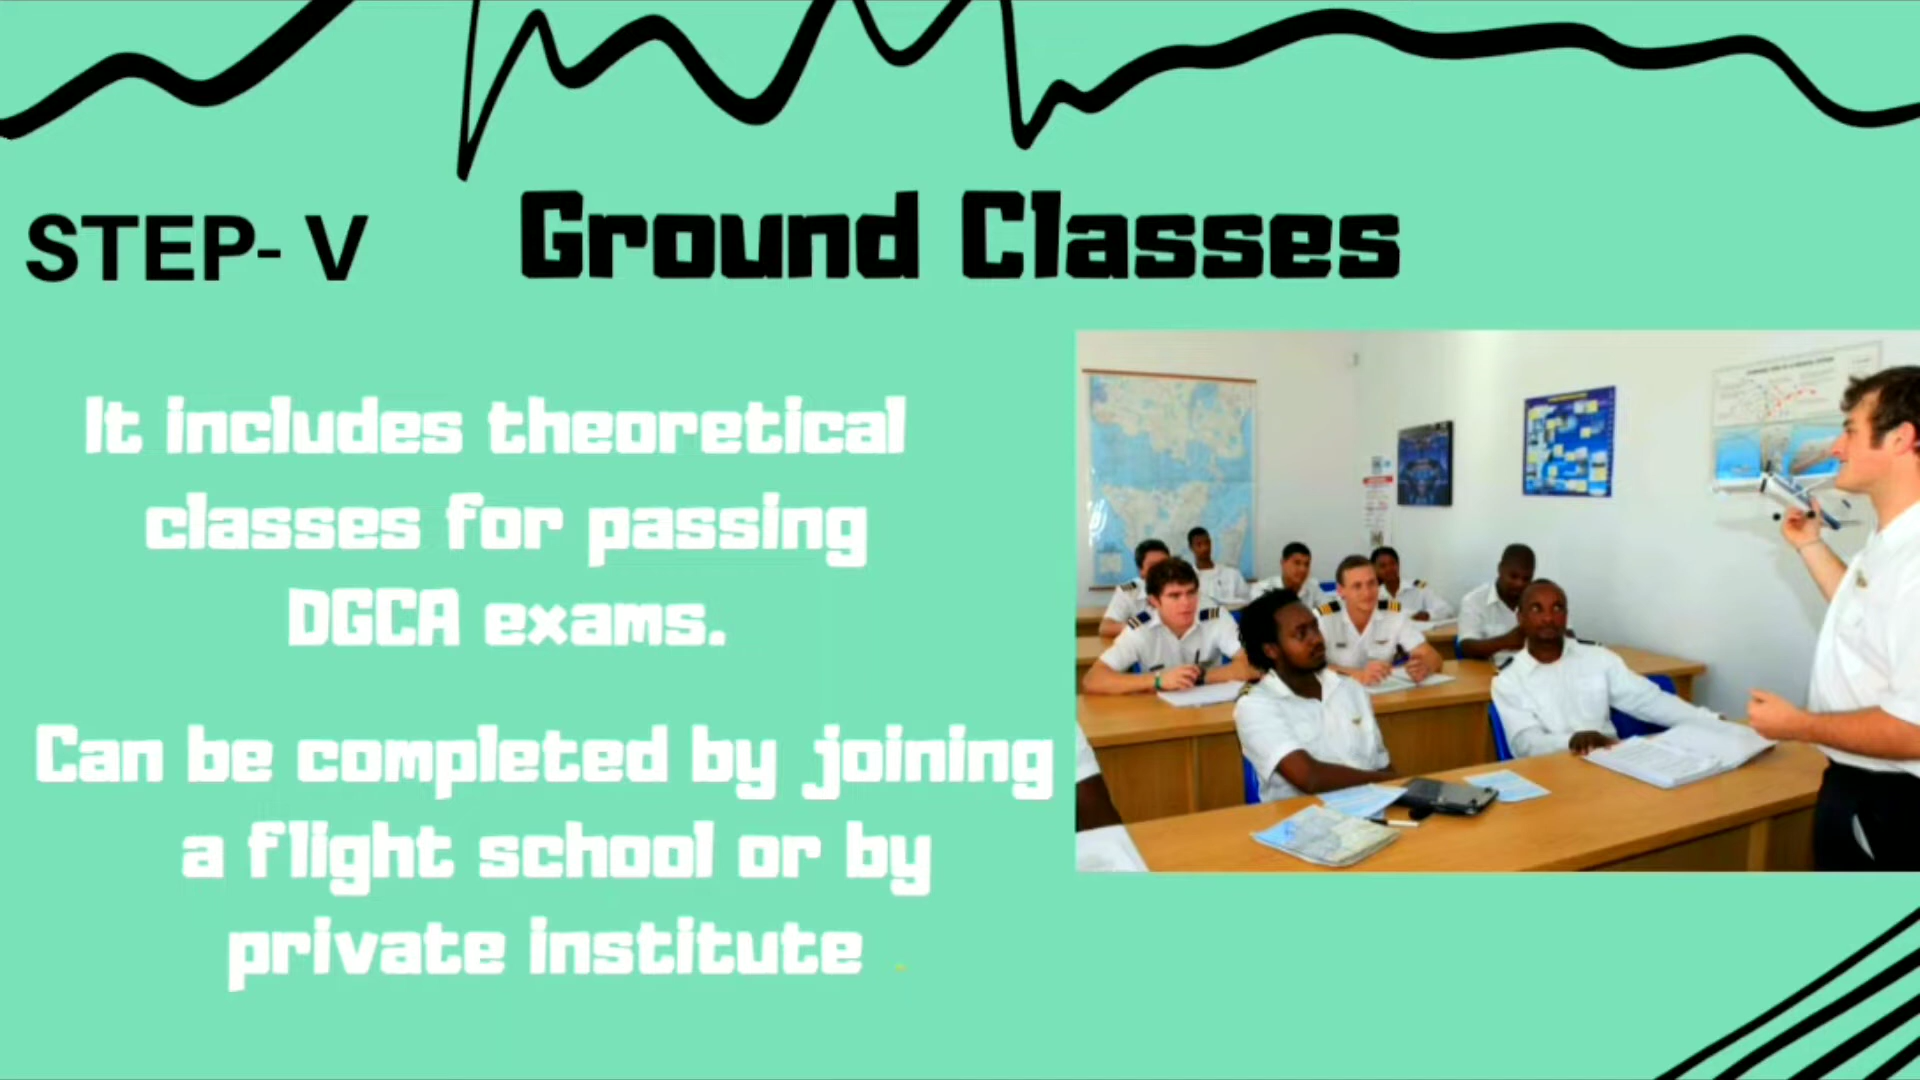 STEP- V Ground Classes
It includes theoretical
classes for passing
DGCA exams.
Can be completed by joining
a flight school or by
private institute .